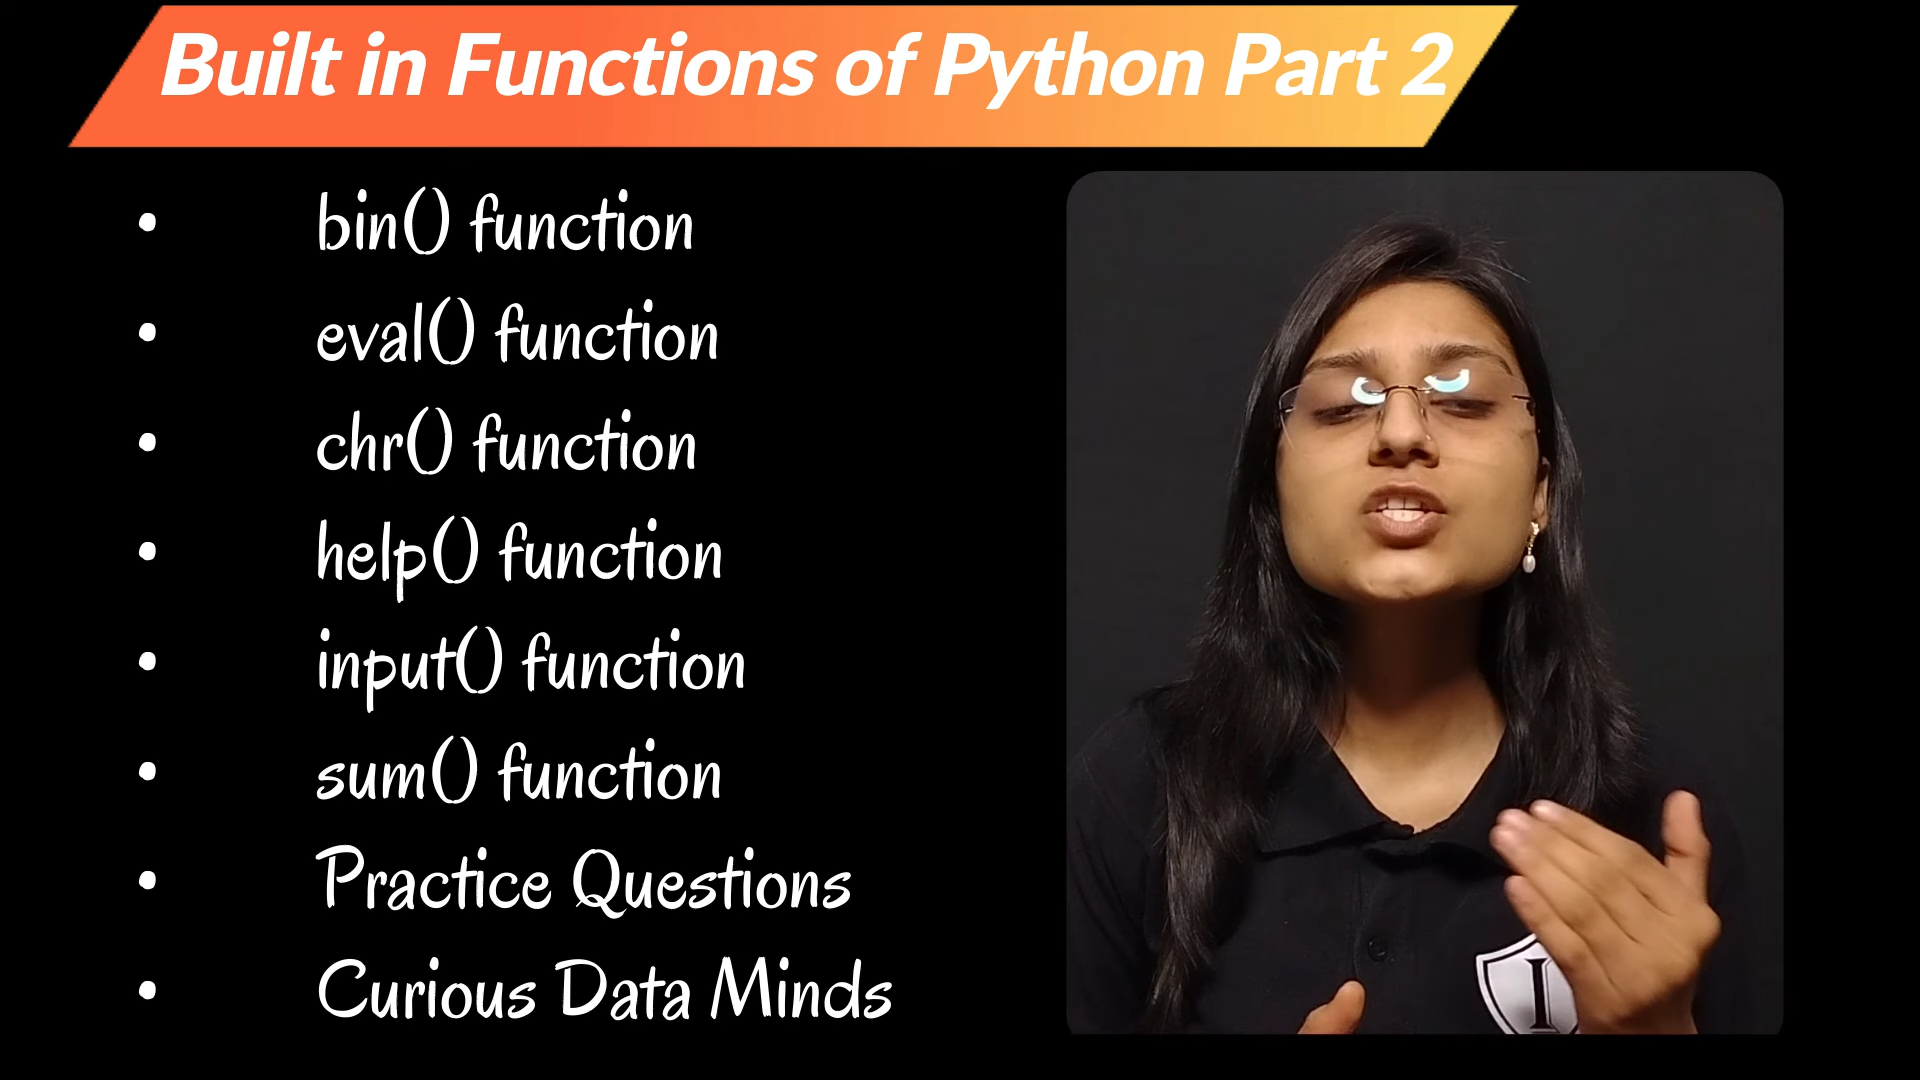 Built in Functions of Python Part 2
• bin() function
• eval() function
• chr() function
• help() function
• input() function
• sum() function
• Practice Questions
• Curious Data Minds
I